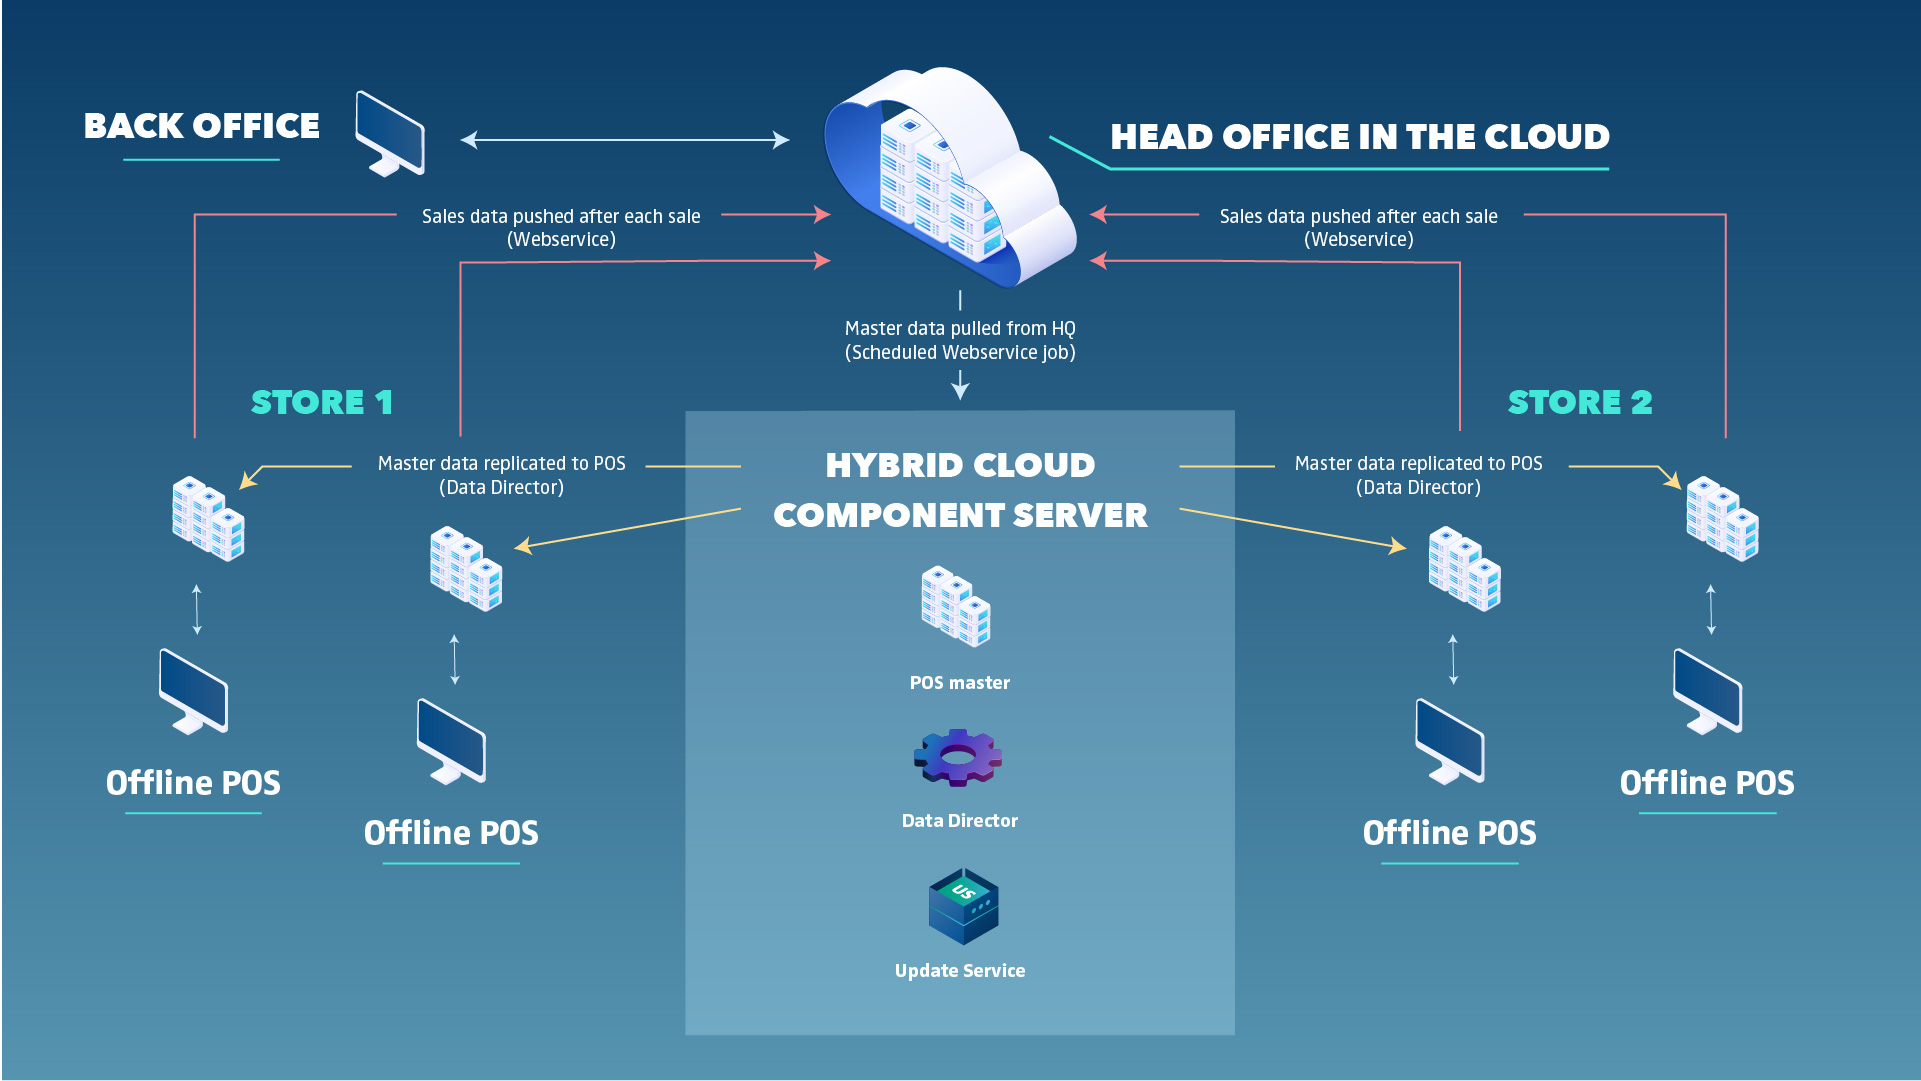 BACK OFFICE
HEAD OFFICE IN THE CLOUD
Sales data pushed after each sale
(Webservice)
Sales data pushed after each sale
(Webservice)
Master data pulled from HQ
(Scheduled Webservice job)
STORE 1
STORE 2
Master data replicated to POS
(Data Director)
HYBRID CLOUD
COMPONENT SERVER
Master data replicated to POS
(Data Director)
POS master
Data Director
US
Update Service
Offline POS
Offline POS
Offline POS
Offline POS